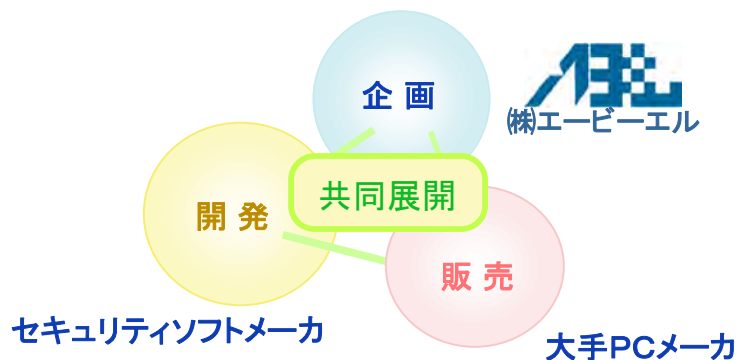 企画
ABL
㈱エービーエル
共同展開
開発
販売
セキュリティソフトメーカ
大手PCメーカ